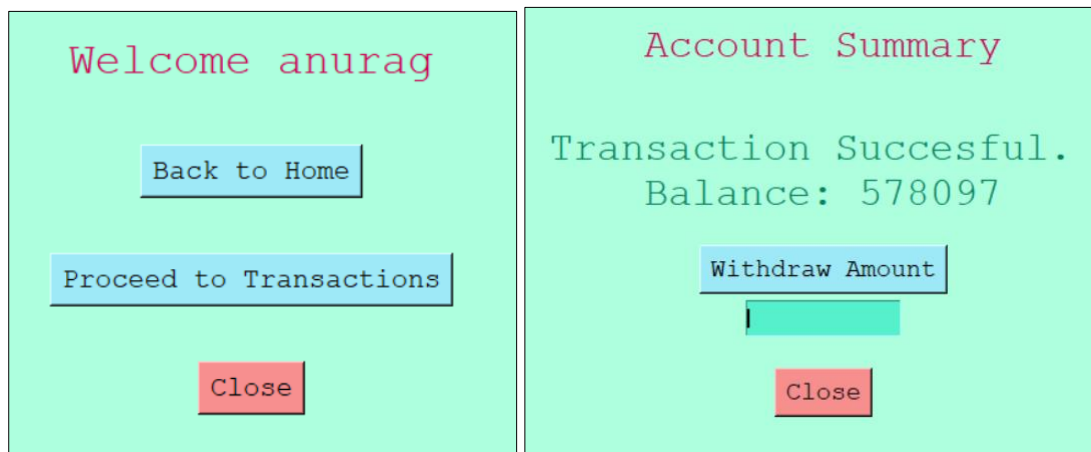 Welcome anurag
Back to Home
Proceed to Transactions
Close
Account Summary
Transaction Succesful.
Balance: 578097
Withdraw Amount
Close